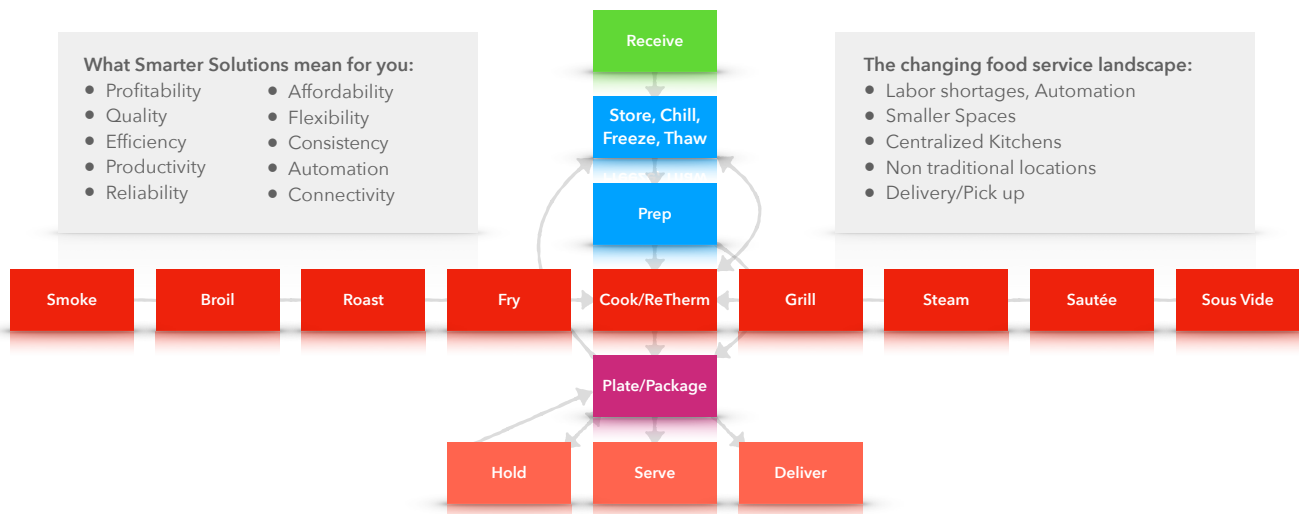 Receive
What Smarter Solutions mean for you:
Profitability
Quality
Efficiency
Productivity
Reliability
Affordability
Flexibility
Consistency
Automation
Connectivity
Store, Chill,
Freeze, Thaw
The changing food service landscape:
Labor shortages, Automation
Smaller Spaces
Centralized Kitchens
Non traditional locations
Delivery/Pick up
Prep
Smoke
Broil
Roast
Fry
Cook/ReTherm
Grill
Steam
Sautée
Sous Vide
Plate/Package
Hold
Serve
Deliver